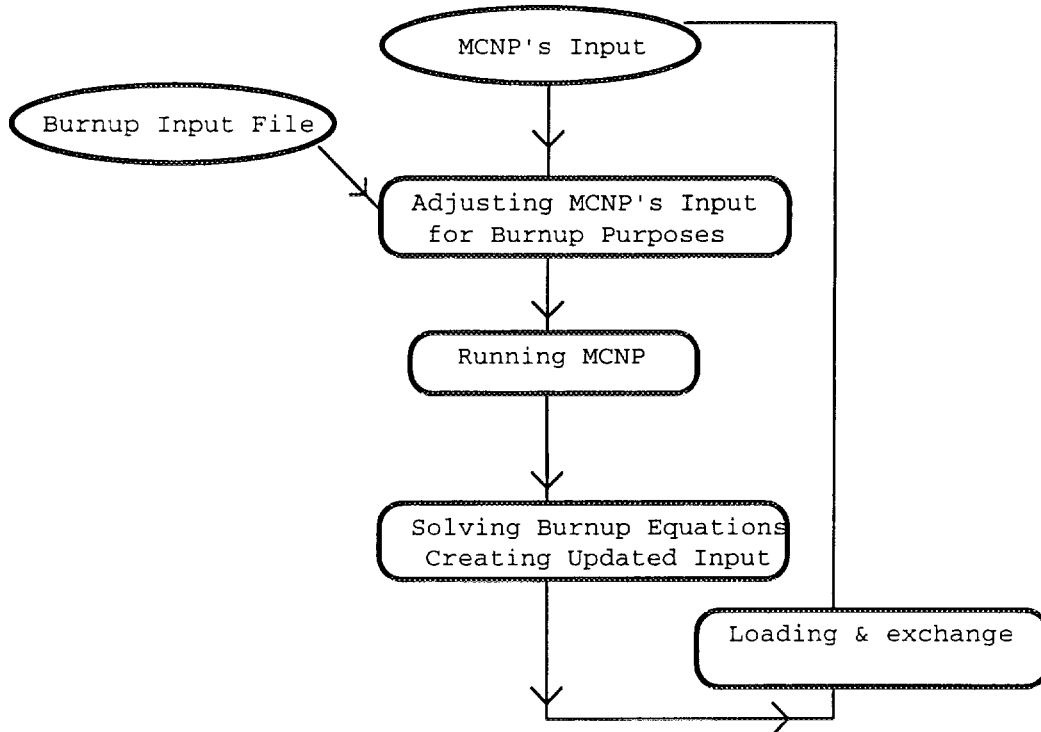 MCNP's Input
Burnup Input File
Adjusting MCNP's Input
for Burnup Purposes
Running MCNP
Solving Burnup Equations
Creating Updated Input
Loading & exchange